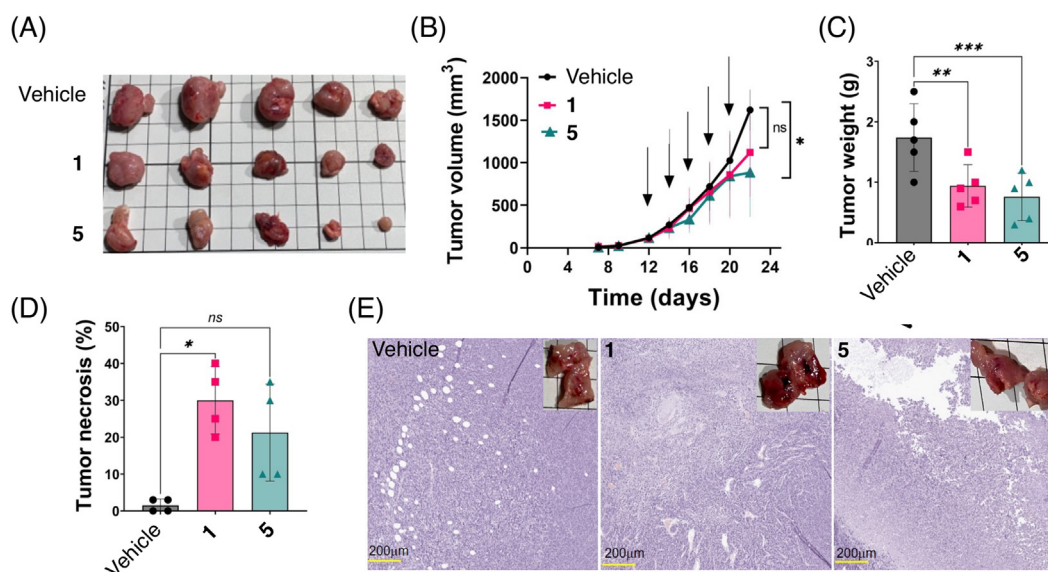 (A)
Vehicle
1
5
(B)
Tumor volume (mm³)
2000
1500
1000
500
0
0 4 8 12 16 20 24
Time (days)
Vehicle
1
5
ns
*
(C)
Tumor weight (g)
3
2
1
0
**
***
Vehicle
1
5
(D)
Tumor necrosis (%)
50
40
30
20
10
0
*
ns
Vehicle
1
5
(E)
Vehicle
200μm
1
200μm
5
200μm